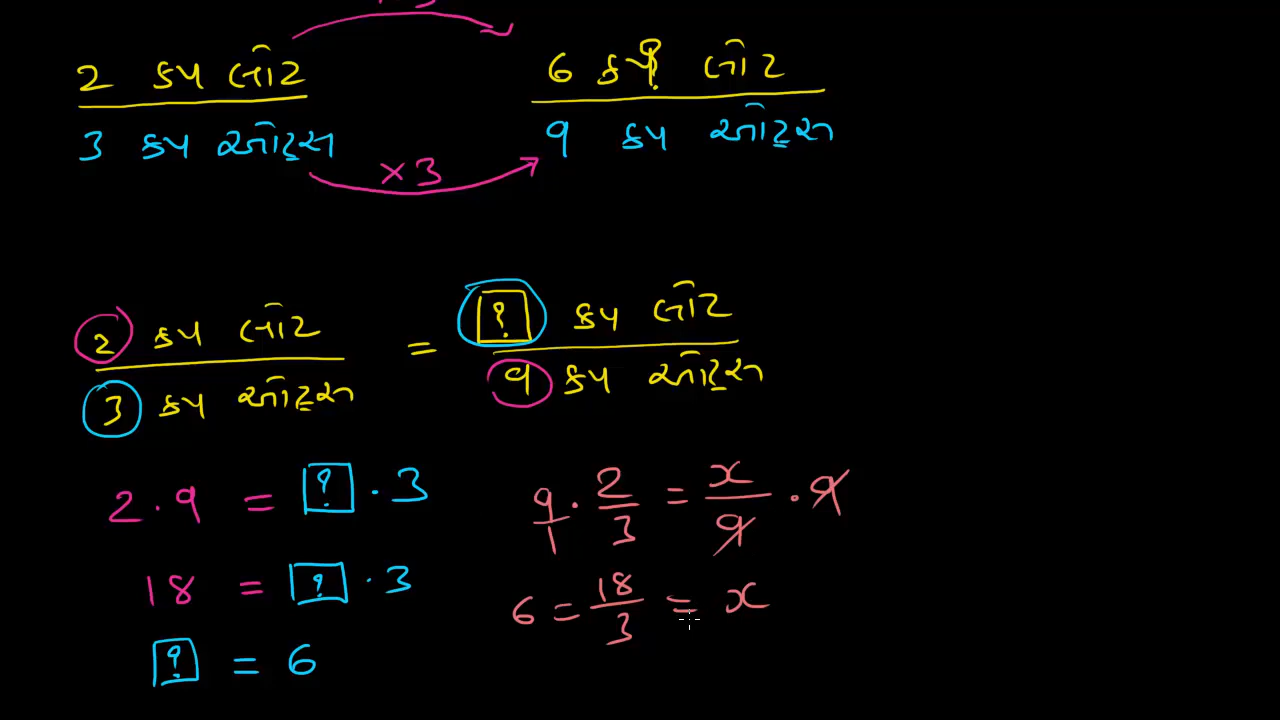 2 કપ લોટ 6 કપ લોટ
3 કપ ઓટ્સ 9 કપ ઓટ્સ
×3
2 કપ લોટ = ? કપ લોટ
3 કપ ઓટ્સ 9 કપ ઓટ્સ
2 · 9 = ? · 3
9/1 · 2/3 = x/9 · 9
18 = ? · 3
6 = 18/3 = x
? = 6